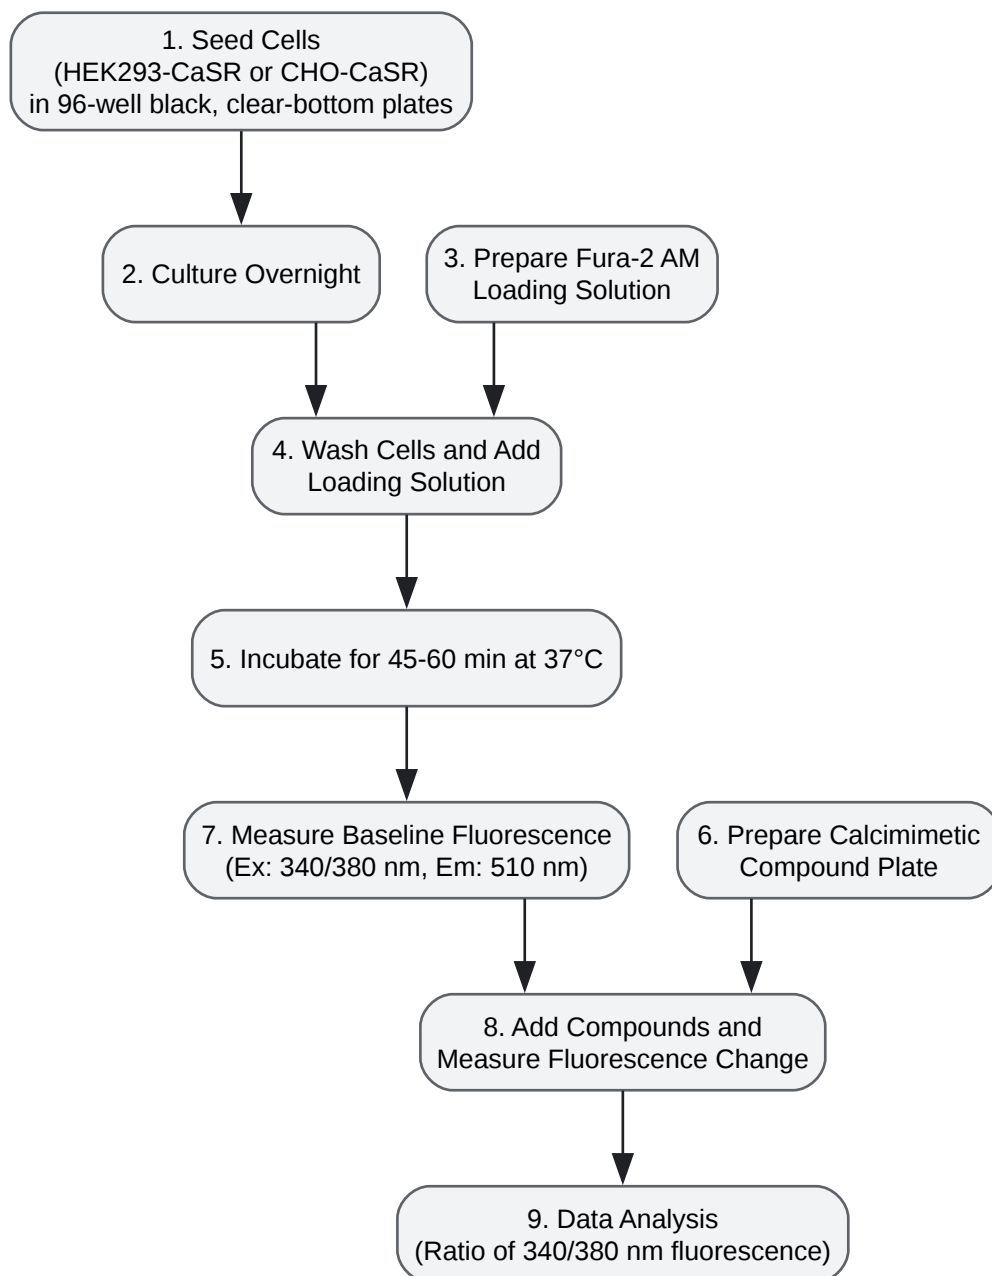 1. Seed Cells
(HEK293-CaSR or CHO-CaSR)
in 96-well black, clear-bottom plates
2. Culture Overnight
3. Prepare Fura-2 AM
Loading Solution
4. Wash Cells and Add
Loading Solution
5. Incubate for 45-60 min at 37°C
7. Measure Baseline Fluorescence
(Ex: 340/380 nm, Em: 510 nm)
6. Prepare Calcimimetic
Compound Plate
8. Add Compounds and
Measure Fluorescence Change
9. Data Analysis
(Ratio of 340/380 nm fluorescence)